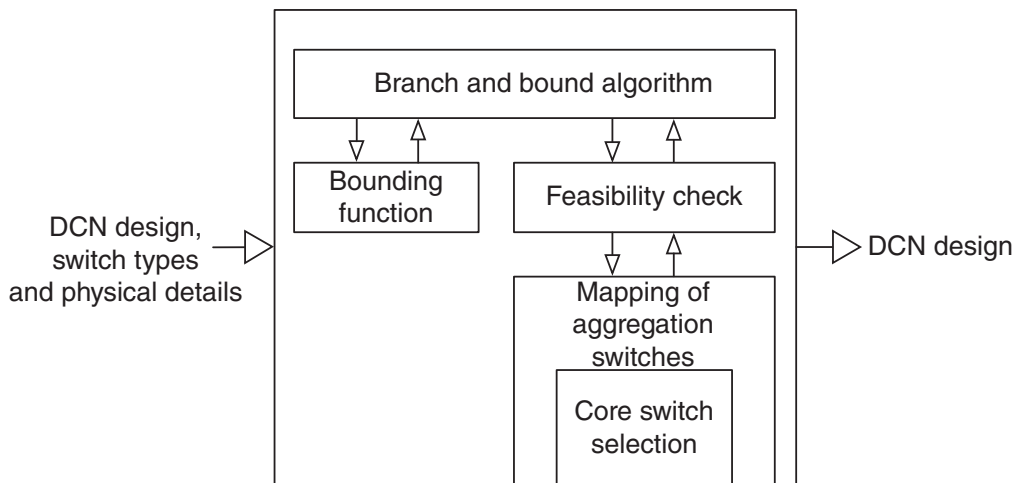 Branch and bound algorithm
Bounding
function
Feasibility check
DCN design,
switch types
and physical details
DCN design
Mapping of
aggregation
switches
Core switch
selection